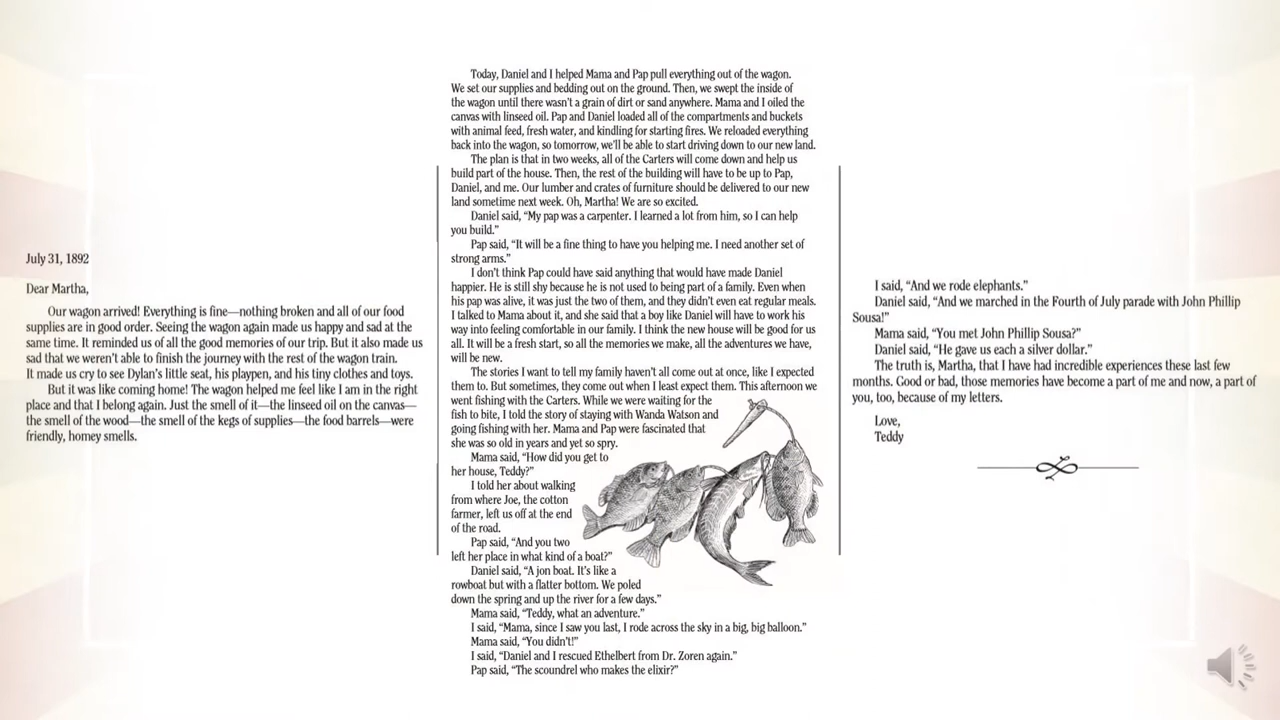 July 31, 1892
Dear Martha,
Our wagon arrived! Everything is fine—nothing broken and all of our food
supplies are in good order. Seeing the wagon again made us happy and sad at the
same time. It reminded us of all the good memories of our trip. But it also made us
sad that we weren’t able to finish the journey with the rest of the wagon train.
It made us cry to see Dylan’s little seat, his playpen, and his tiny clothes and toys.
But it was like coming home! The wagon helped me feel like I am in the right
place and that I belong again. Just the smell of it—the linseed oil on the canvas—
the smell of the wood—the smell of the kegs of supplies—the food barrels—were
friendly, homey smells.
Today, Daniel and I helped Mama and Pap pull everything out of the wagon.
We set our supplies and bedding out on the ground. Then, we swept the inside of
the wagon until there wasn’t a grain of dirt or sand anywhere. Mama and I oiled the
canvas with linseed oil. Pap and Daniel loaded all of the compartments and buckets
with animal feed, fresh water, and kindling for starting fires. We reloaded everything
back into the wagon, so tomorrow, we’ll be able to start driving down to our new land.
The plan is that in two weeks, all of the Carters will come down and help us
build part of the house. Then, the rest of the building will have to be up to Pap,
Daniel, and me. Our lumber and crates of furniture should be delivered to our new
land sometime next week. Oh, Martha! We are so excited.
Daniel said, “My pap was a carpenter. I learned a lot from him, so I can help
you build.”
Pap said, “It will be a fine thing to have you helping me. I need another set of
strong arms.”
I don’t think Pap could have said anything that would have made Daniel
happier. He is still shy because he is not used to being part of a family. Even when
his pap was alive, it was just the two of them, and they didn’t even eat regular meals.
I talked to Mama about it, and she said that a boy like Daniel will have to work his
way into feeling comfortable in our family. I think the new house will be good for us
all. It will be a fresh start, so all the memories we make, all the adventures we have,
will be new.
The stories I want to tell my family haven’t all come out at once, like I expected
them to. But sometimes, they come out when I least expect them. This afternoon we
went fishing with the Carters. While we were waiting for the
fish to bite, I told the story of staying with Wanda Watson and
going fishing with her. Mama and Pap were fascinated that
she was so old in years and yet so spry.
Mama said, “How did you get to
her house, Teddy?”
I told her about walking
from where Joe, the cotton
farmer, left us off at the end
of the road.
Pap said, “And you two
left her place in what kind of a boat?”
Daniel said, “A jon boat. It’s like a
rowboat but with a flatter bottom. We poled
down the spring and up the river for a few days.”
Mama said, “Teddy, what an adventure.”
I said, “Mama, since I saw you last, I rode across the sky in a big, big balloon.”
Mama said, “You didn’t!”
I said, “Daniel and I rescued Ethelbert from Dr. Zoren again.”
Pap said, “The scoundrel who makes the elixir?”
I said, “And we rode elephants.”
Daniel said, “And we marched in the Fourth of July parade with John Phillip
Sousa!”
Mama said, “You met John Phillip Sousa?”
Daniel said, “He gave us each a silver dollar.”
The truth is, Martha, that I have had incredible experiences these last few
months. Good or bad, those memories have become a part of me and now, a part of
you, too, because of my letters.
Love,
Teddy